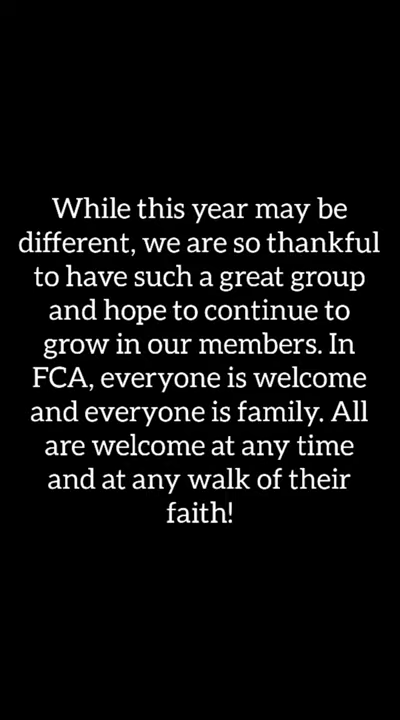 While this year may be
different, we are so thankful
to have such a great group
and hope to continue to
grow in our members. In
FCA, everyone is welcome
and everyone is family. All
are welcome at any time
and at any walk of their
faith!